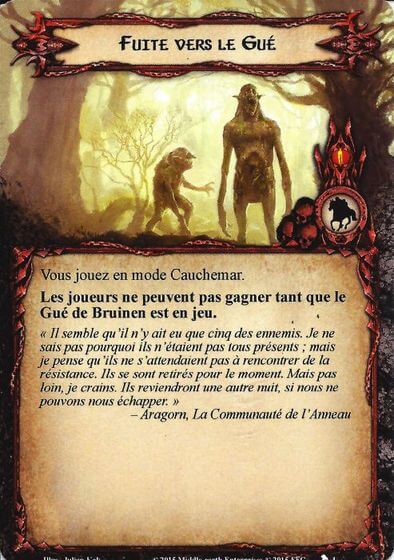 Fuite vers le Gué
Vous jouez en mode Cauchemar.
Les joueurs ne peuvent pas gagner tant que le
Gué de Bruinen est en jeu.
« Il semble qu'il n'y ait eu que cinq des ennemis. Je ne
sais pas pourquoi ils n'étaient pas tous présents ; mais
je pense qu'ils ne s'attendaient pas à rencontrer de la
résistance. Ils se sont retirés pour le moment. Mais pas
loin, je crains. Ils reviendront une autre nuit, si nous ne
pouvons nous échapper. »
– Aragorn, La Communauté de l'Anneau